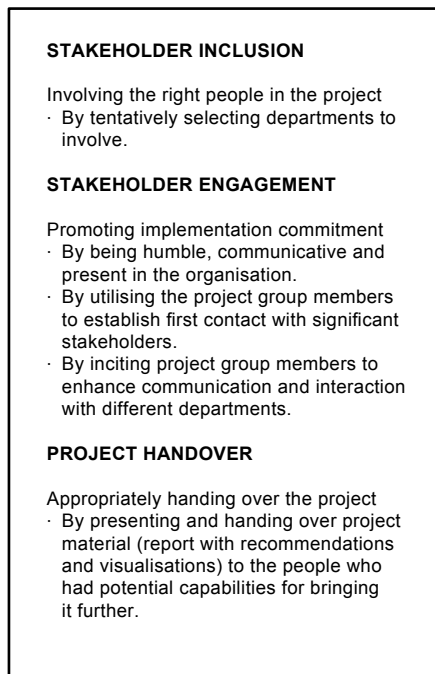 STAKEHOLDER INCLUSION
Involving the right people in the project
· By tentatively selecting departments to
involve.
STAKEHOLDER ENGAGEMENT
Promoting implementation commitment
· By being humble, communicative and
present in the organisation.
· By utilising the project group members
to establish first contact with significant
stakeholders.
· By inciting project group members to
enhance communication and interaction
with different departments.
PROJECT HANDOVER
Appropriately handing over the project
· By presenting and handing over project
material (report with recommendations
and visualisations) to the people who
had potential capabilities for bringing
it further.